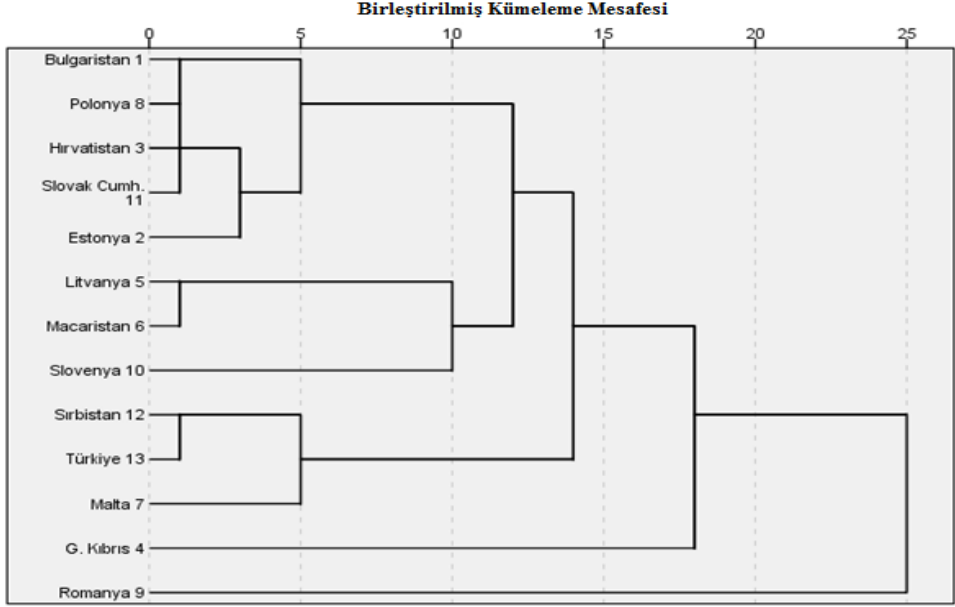 Birleştirilmiş Kümeleme Mesafesi
0 5 10 15 20 25
Bulgaristan 1
Polonya 8
Hırvatistan 3
Slovak Cumh.
11
Estonya 2
Litvanya 5
Macaristan 6
Slovenya 10
Sırbistan 12
Türkiye 13
Malta 7
G. Kıbrıs 4
Romanya 9